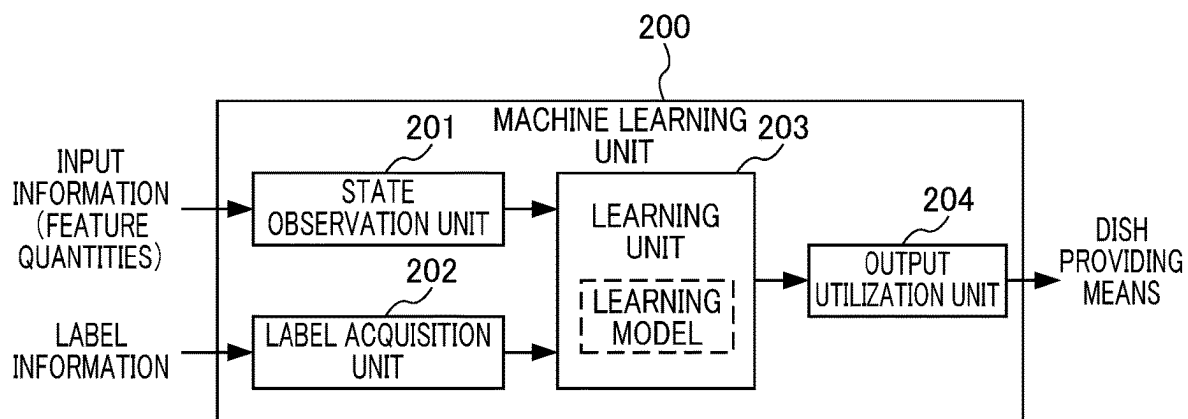 200
MACHINE LEARNING
UNIT
INPUT
INFORMATION
(FEATURE
QUANTITIES)
201
STATE
OBSERVATION UNIT
203
LEARNING
UNIT
LEARNING
MODEL
204
OUTPUT
UTILIZATION UNIT
DISH
PROVIDING
MEANS
LABEL
INFORMATION
202
LABEL ACQUISITION
UNIT